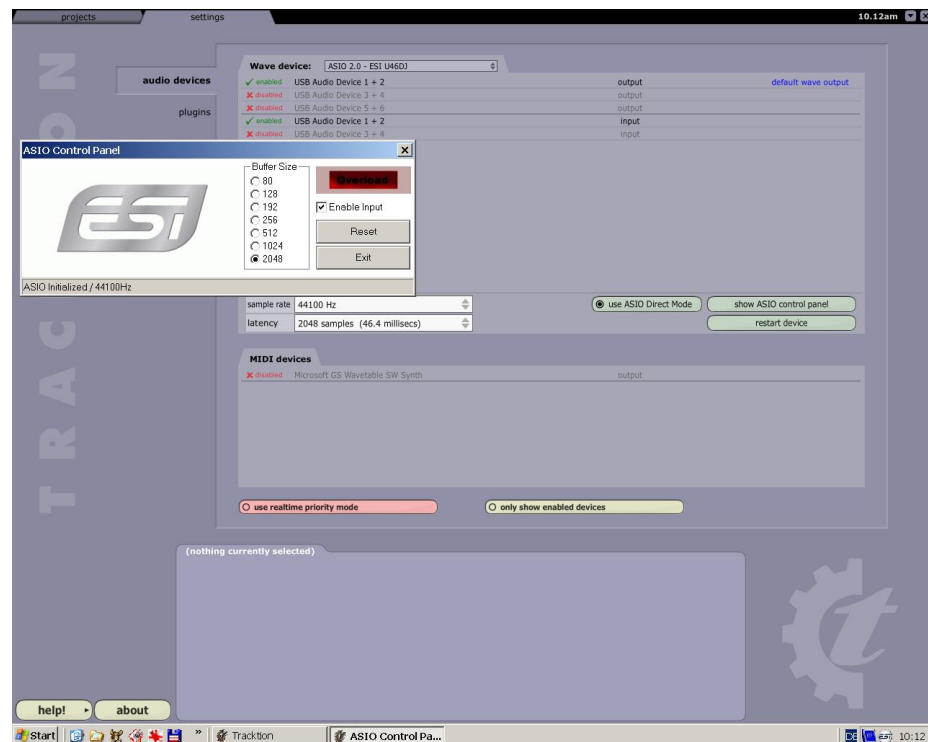 projects settings 10.12am
TRACKTION
audio devices
plugins
Wave device: ASIO 2.0 - ESI U46DJ
enabled USB Audio Device 1 + 2 output default wave output
disabled USB Audio Device 3 + 4 output
disabled USB Audio Device 5 + 6 output
enabled USB Audio Device 1 + 2 input
disabled USB Audio Device 3 + 4 input
ASIO Control Panel
ESI
Buffer Size
80
128
192
256
512
1024
2048
Overload
Enable Input
Reset
Exit
ASIO Initialized / 44100Hz
sample rate 44100 Hz use ASIO Direct Mode show ASIO control panel
latency 2048 samples (46.4 millisecs) restart device
MIDI devices
disabled Microsoft GS Wavetable SW Synth output
use realtime priority mode only show enabled devices
(nothing currently selected)
t
help! about
Start » Tracktion ASIO Control Pa... DE ESI 10:12